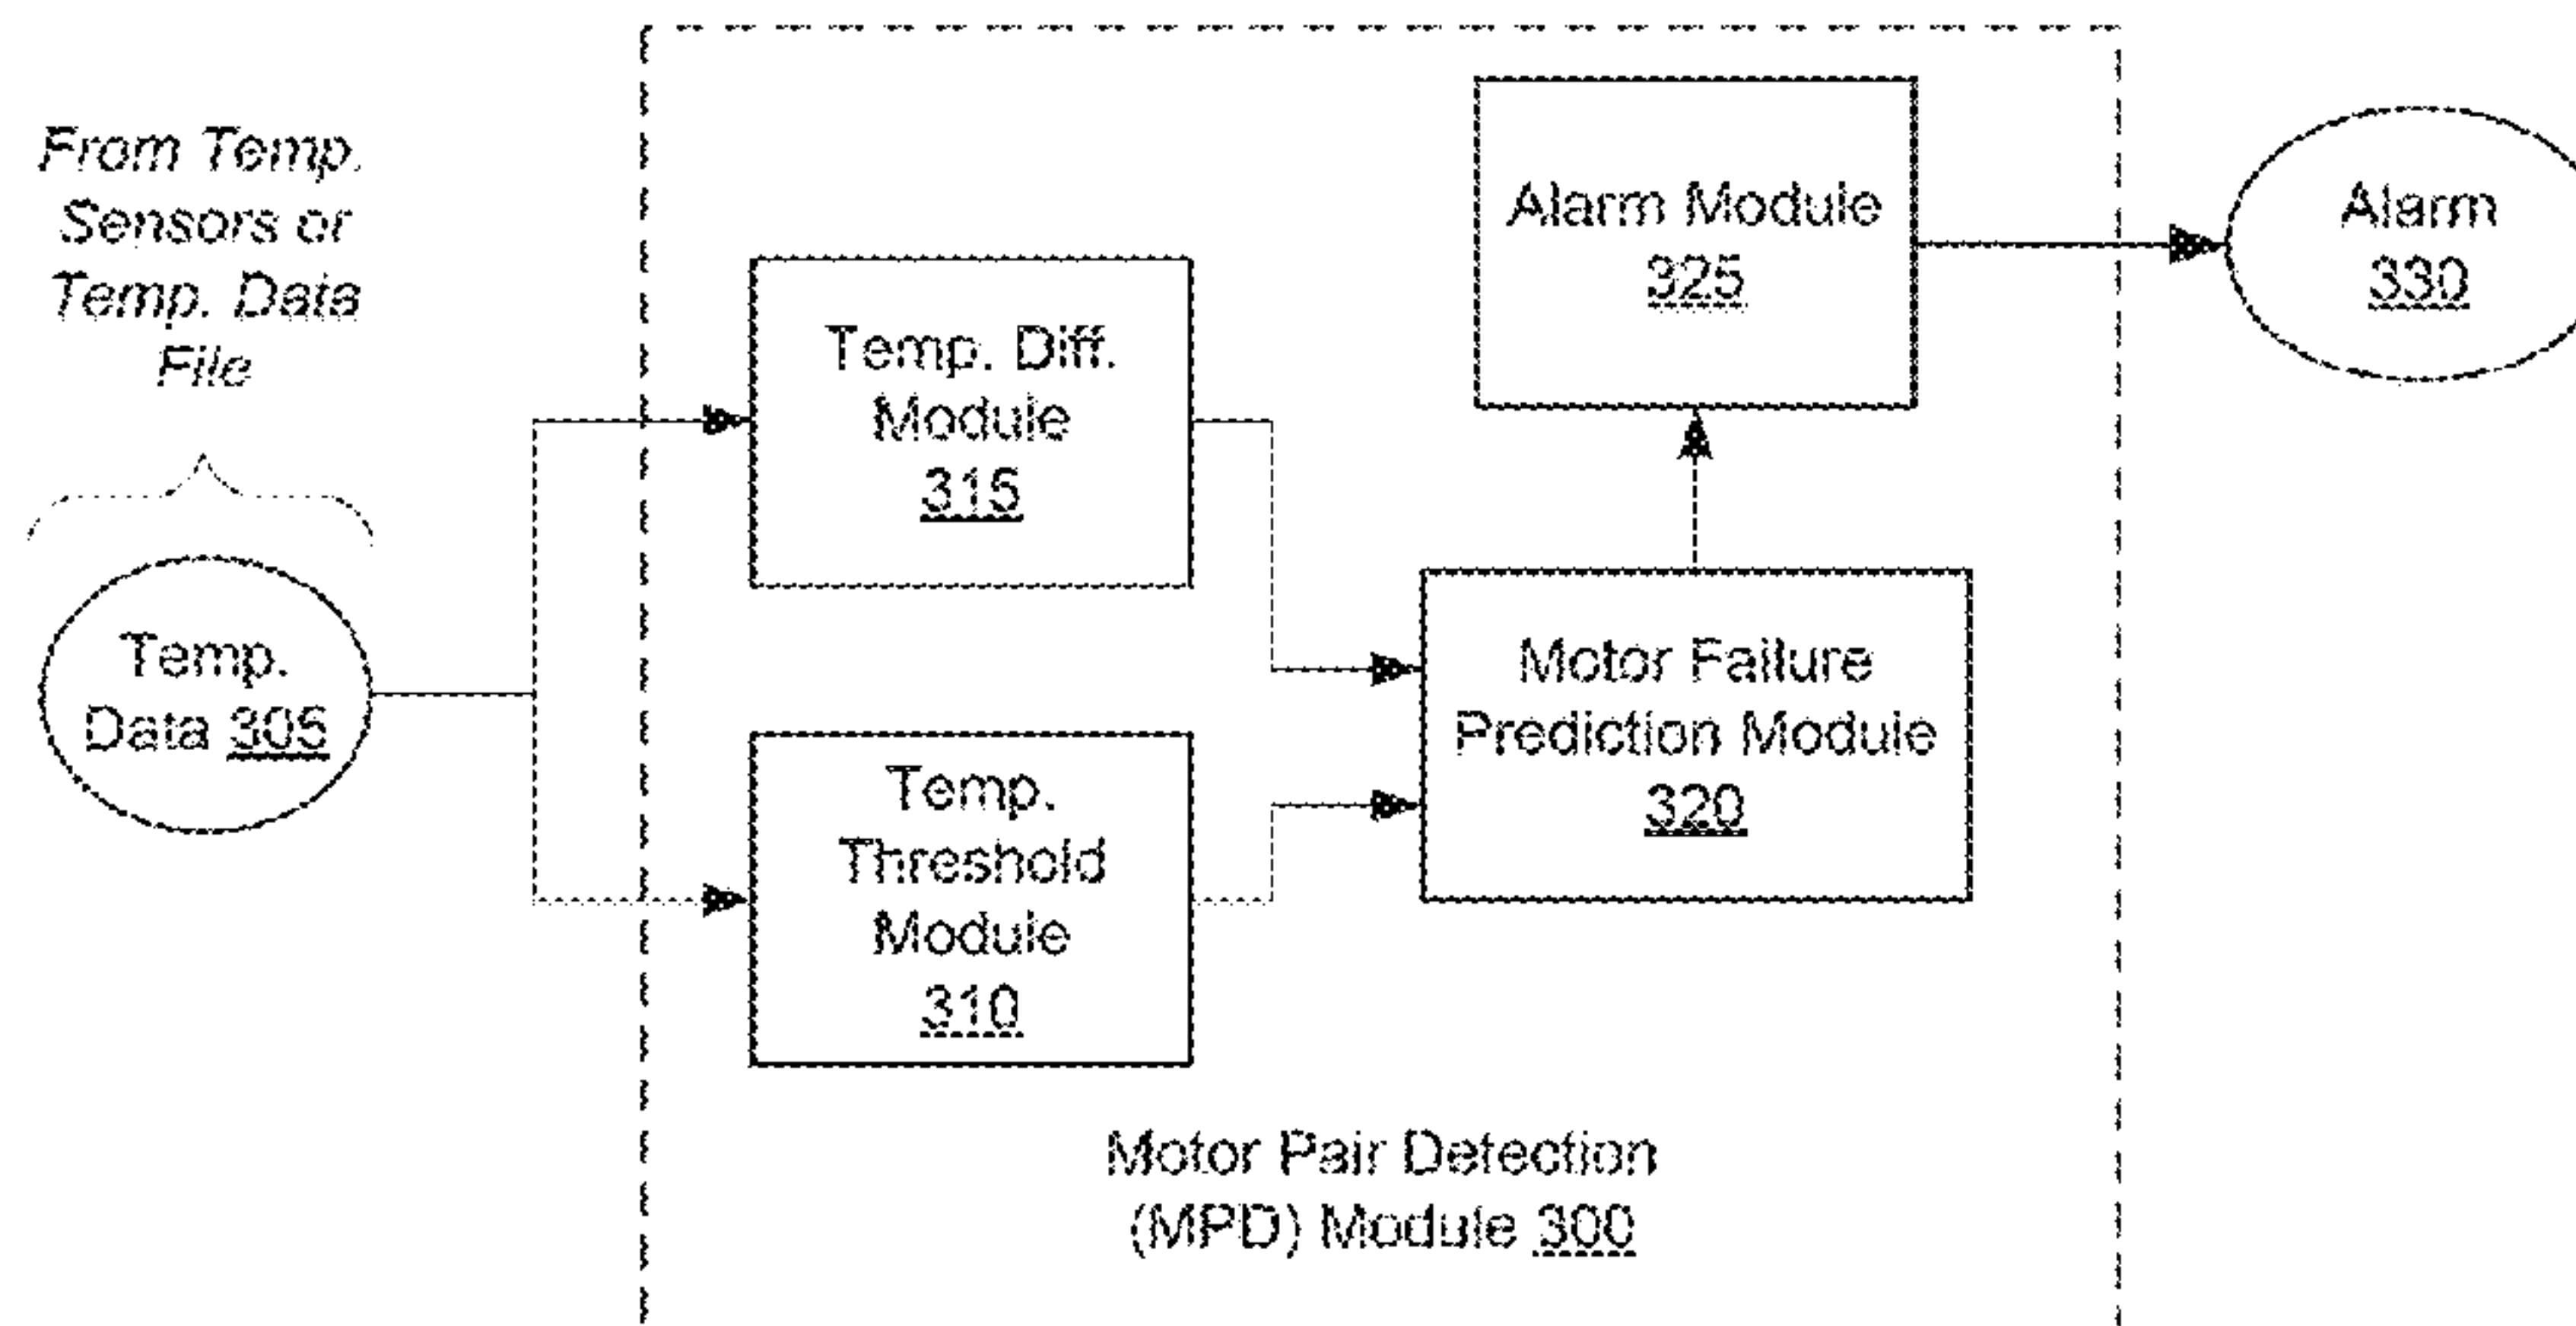 From Temp.
Sensors or
Temp. Data
File
Temp.
Data 305
Temp. Diff.
Module
315
Temp.
Threshold
Module
310
Alarm Module
325
Motor Failure
Prediction Module
320
Alarm
330
Motor Pair Detection
(MPD) Module 300